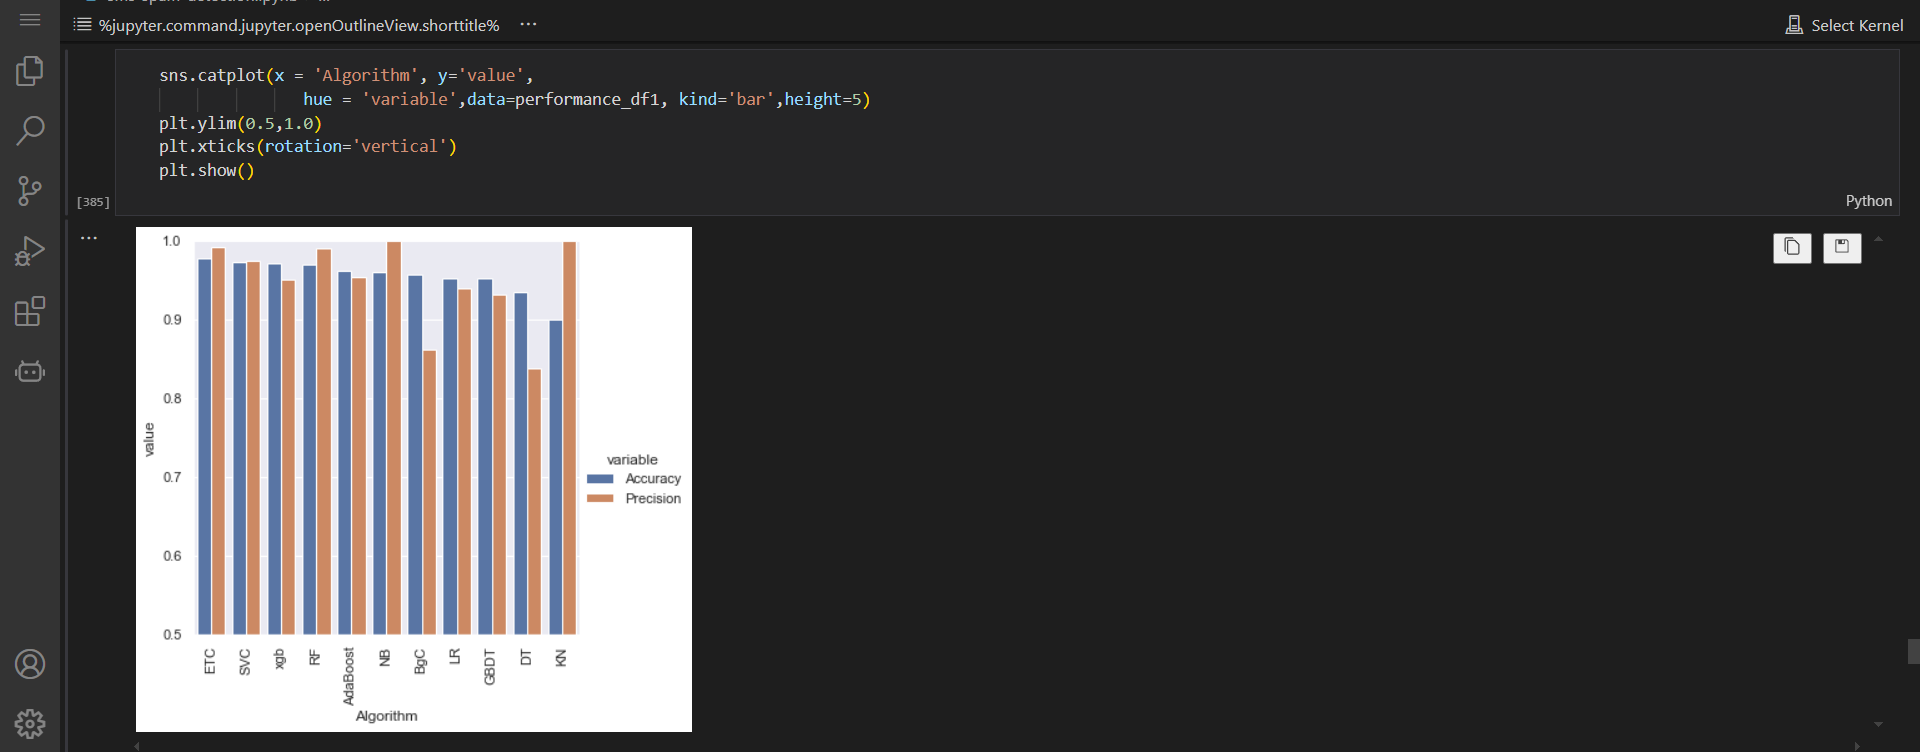 %jupyter.command.jupyter.openOutlineView.shorttitle% ...
Select Kernel
sns.catplot(x = 'Algorithm', y='value',
hue = 'variable',data=performance_df1, kind='bar',height=5)
plt.ylim(0.5,1.0)
plt.xticks(rotation='vertical')
plt.show()
[385]
Python
...
1.0
0.9
0.8
0.7
0.6
0.5
value
variable
Accuracy
Precision
ETC
SVC
xgb
RF
AdaBoost
NB
BgC
LR
GBDT
DT
KN
Algorithm